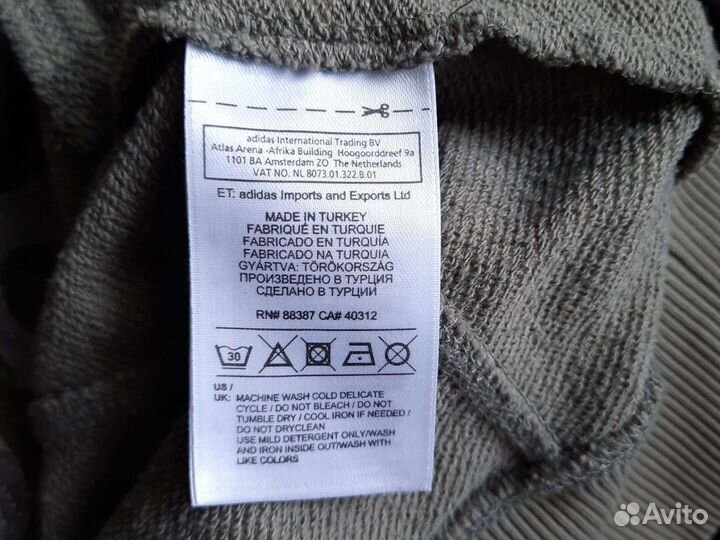 adidas International Trading BV
Atlas Arena -Afrika Building Hoogoorddreef 9a
1101 BA Amsterdam ZO The Netherlands
VAT NO. NL 8073.01.322.B.01
ET: adidas Imports and Exports Ltd
MADE IN TURKEY
FABRIQUÉ EN TURQUIE
FABRICADO EN TURQUÍA
FABRICADO NA TURQUIA
GYÁRTVA: TÖRÖKORSZÁG
ПРОИЗВЕДЕНО В ТУРЦИЯ
СДЕЛАНО В ТУРЦИИ
RN# 88387 CA# 40312
30
US /
UK: MACHINE WASH COLD DELICATE
CYCLE / DO NOT BLEACH / DO NOT
TUMBLE DRY / COOL IRON IF NEEDED /
DO NOT DRYCLEAN
USE MILD DETERGENT ONLY/WASH
AND IRON INSIDE OUT/WASH WITH
LIKE COLORS
Avito